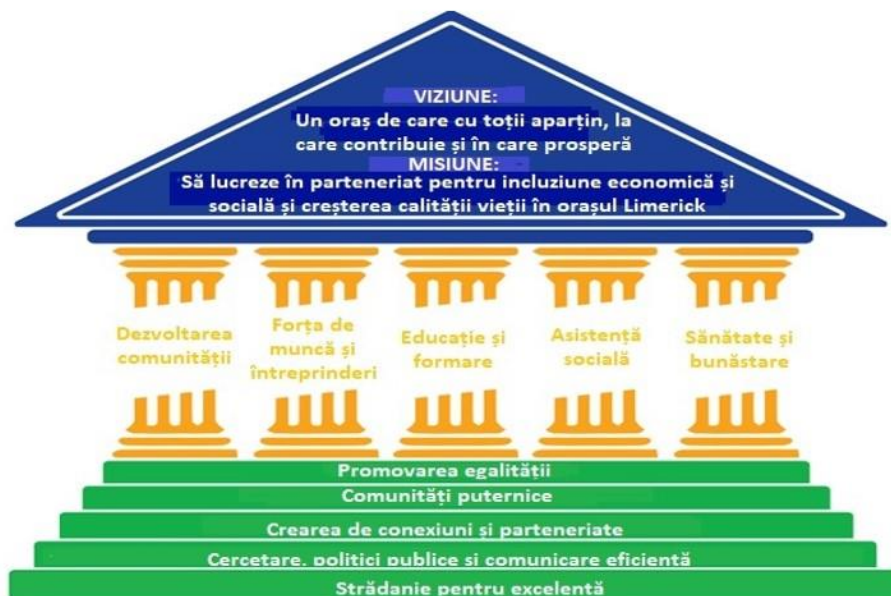 VIZIUNE:
Un oraș de care cu toții aparțin, la
care contribuie și în care prosperă
MISIUNE:
Să lucreze în parteneriat pentru incluziune economică și
socială și creșterea calității vieții în orașul Limerick
Dezvoltarea
comunității
Forța de
muncă și
întreprinderi
Educație și
formare
Asistență
socială
Sănătate și
bunăstare
Promovarea egalității
Comunități puternice
Crearea de conexiuni și parteneriate
Cercetare, politici publice și comunicare eficientă
Strădanie pentru excelență